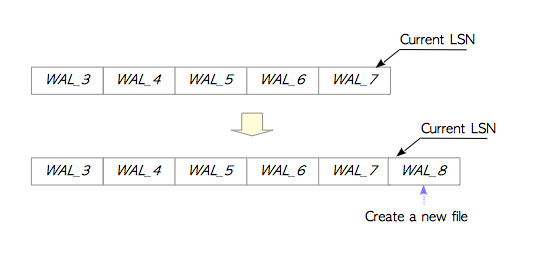 Current LSN
WAL_3 WAL_4 WAL_5 WAL_6 WAL_7
Current LSN
WAL_3 WAL_4 WAL_5 WAL_6 WAL_7 WAL_8
Create a new file